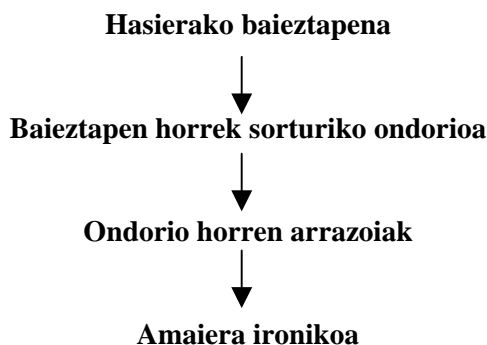 Hasierako baieztapena
Baieztapen horrek sorturiko ondorioa
Ondorio horren arrazoiak
Amaiera ironikoa